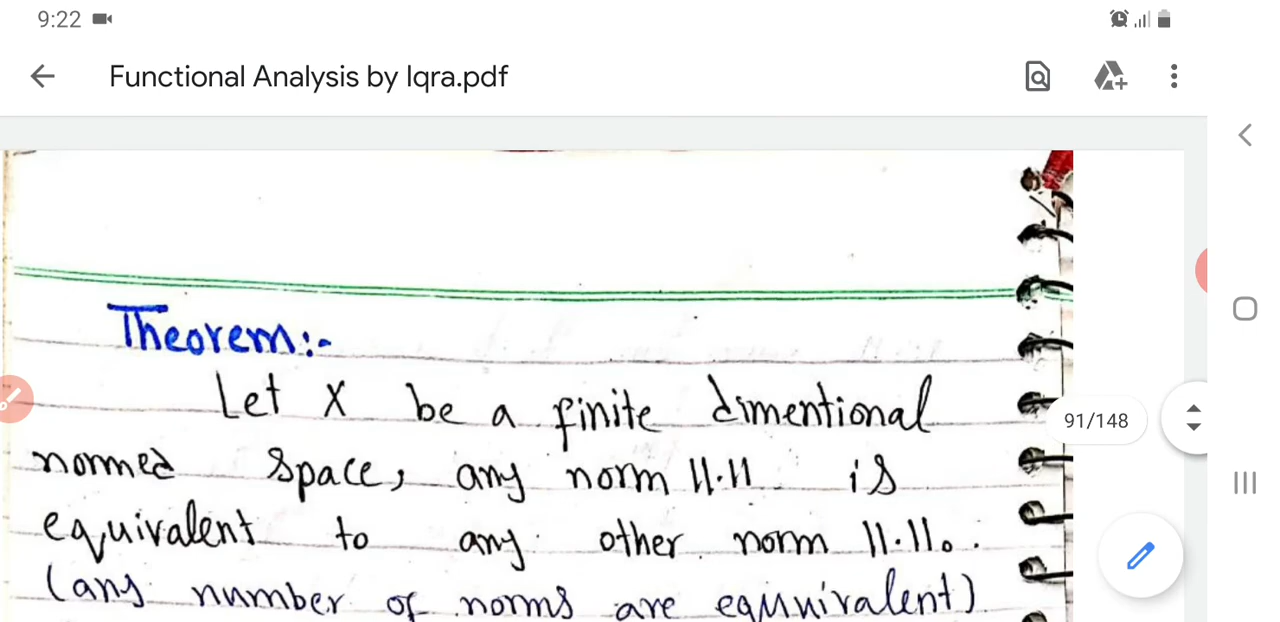 9:22
Functional Analysis by Iqra.pdf
Theorem:-
Let X be a finite dimentional
normed space, any norm ||.|| is
equivalent to any other norm ||.||₀.
(any number of norms are equnivalent)
91/148